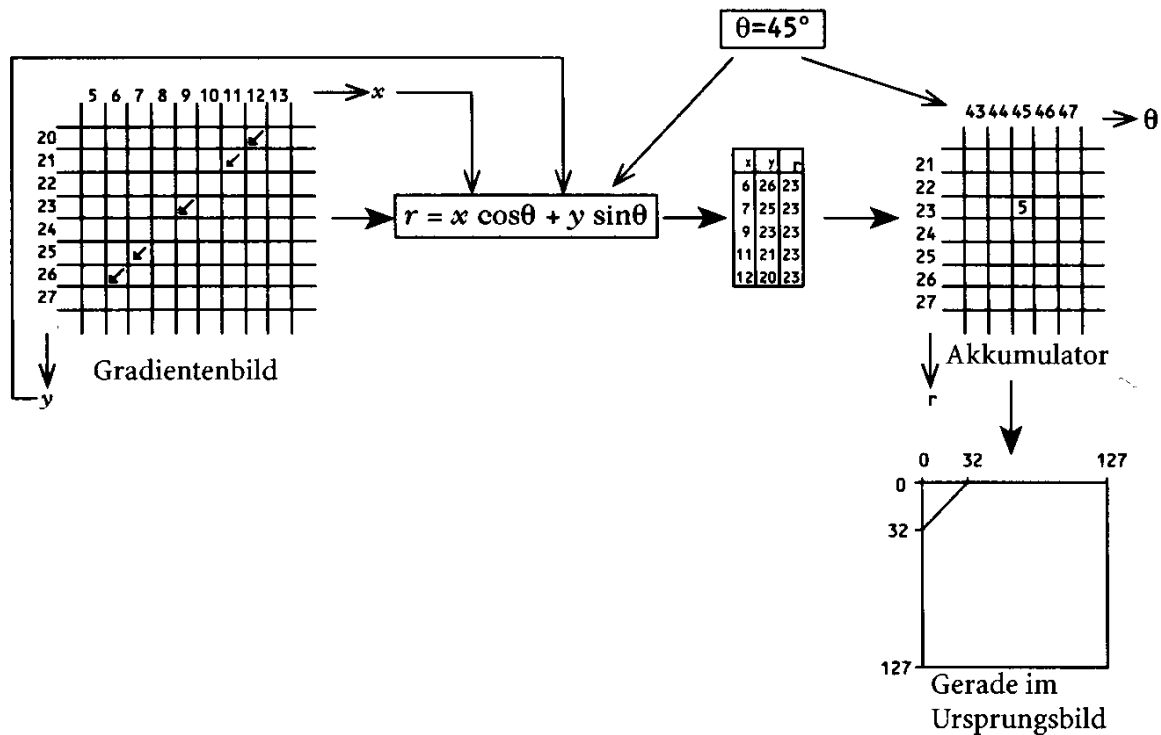 θ=45°
5 6 7 8 9 10 11 12 13
x
20
21
22
23
24
25
26
27
y
Gradientenbild
r = x cosθ + y sinθ
x y r
6 26 23
7 25 23
9 23 23
11 21 23
12 20 23
43 44 45 46 47
θ
21
22
23 5
24
25
26
27
r
Akkumulator
0 32 127
0
32
127
Gerade im
Ursprungsbild